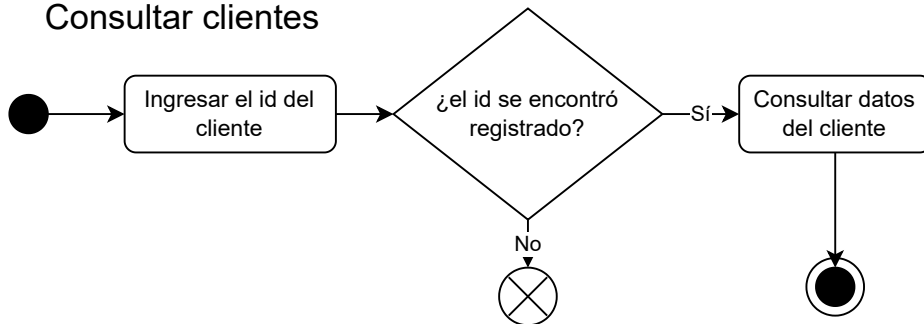 Consultar clientes
Ingresar el id del
cliente
¿el id se encontró
registrado?
Sí
Consultar datos
del cliente
No